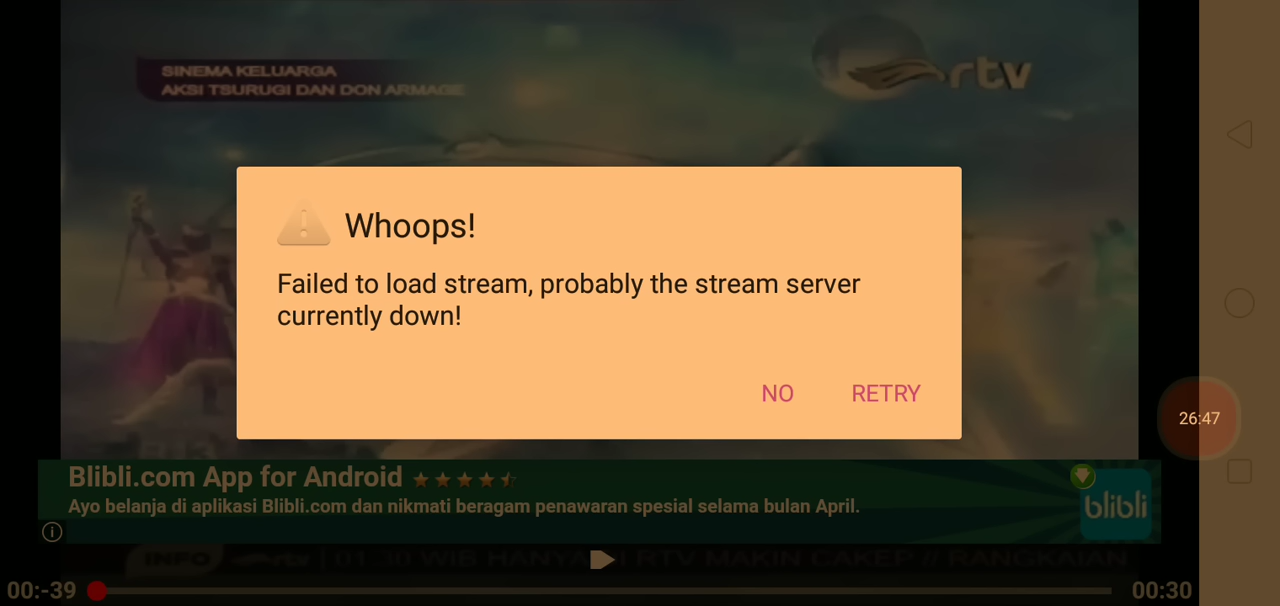 SINEMA KELUARGA
AKSI TSURUGI DAN DON ARMAGE
rtv
Whoops!
Failed to load stream, probably the stream server
currently down!
NO
RETRY
26:47
Blibli.com App for Android
Ayo belanja di aplikasi Blibli.com dan nikmati beragam penawaran spesial selama bulan April.
blibli
INFO
rtv
01:30 WIB HANYA DI RTV MAKIN CAKEP // RANGKAIAN
00:-39
00:30